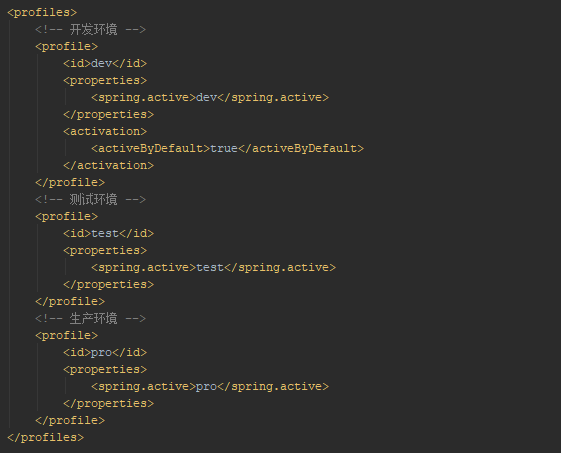 <profiles>
    <!-- 开发环境 -->
    <profile>
        <id>dev</id>
        <properties>
            <spring.active>dev</spring.active>
        </properties>
        <activation>
            <activeByDefault>true</activeByDefault>
        </activation>
    </profile>
    <!-- 测试环境 -->
    <profile>
        <id>test</id>
        <properties>
            <spring.active>test</spring.active>
        </properties>
    </profile>
    <!-- 生产环境 -->
    <profile>
        <id>pro</id>
        <properties>
            <spring.active>pro</spring.active>
        </properties>
    </profile>
</profiles>